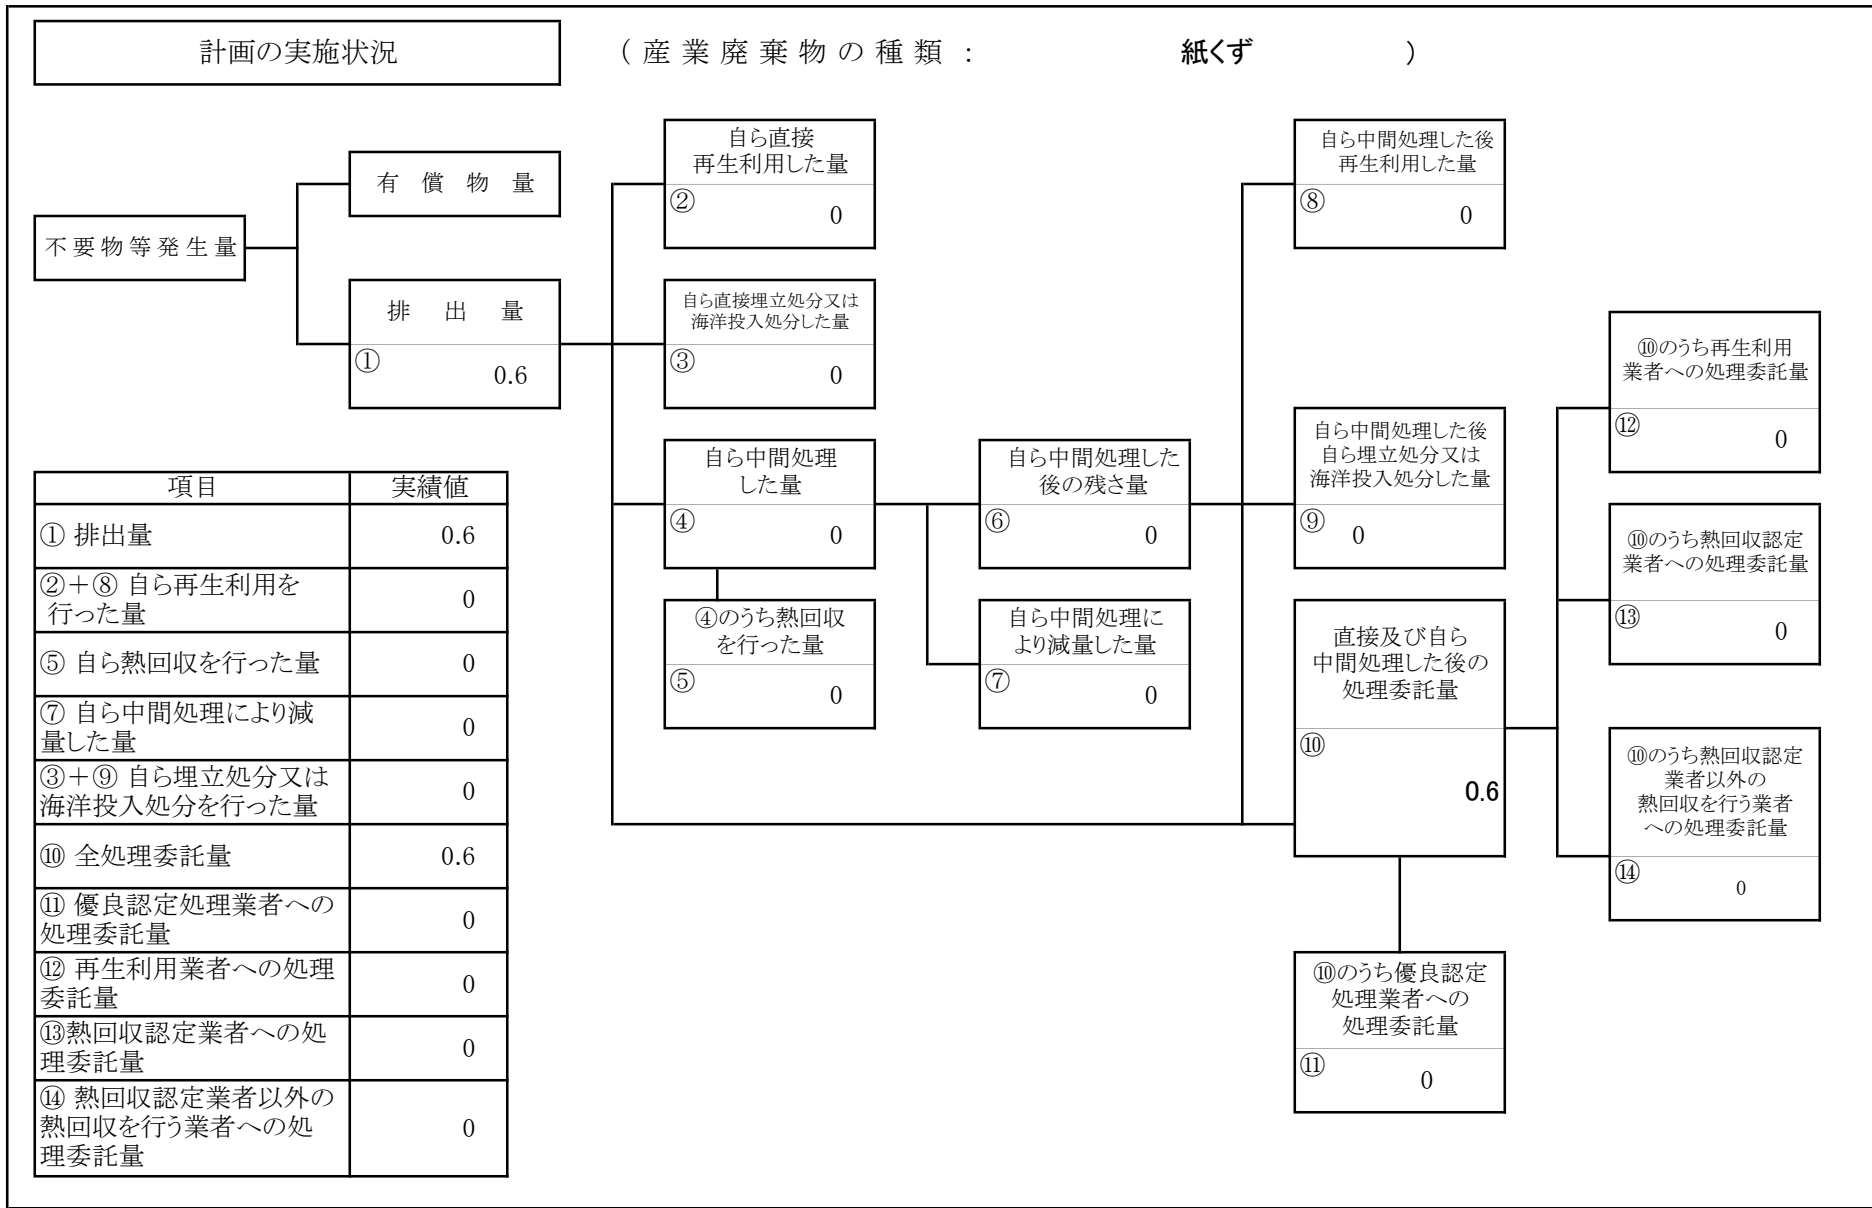 計画の実施状況
（産業廃棄物の種類： 紙くず ）
不要物等発生量
有償物量
排出量
① 0.6
自ら直接
再生利用した量
② 0
自ら直接埋立処分又は
海洋投入処分した量
③ 0
自ら中間処理
した量
④ 0
④のうち熱回収
を行った量
⑤ 0
自ら中間処理した
後の残さ量
⑥ 0
自ら中間処理に
より減量した量
⑦ 0
自ら中間処理した後
再生利用した量
⑧ 0
自ら中間処理した後
自ら埋立処分又は
海洋投入処分した量
⑨ 0
直接及び自ら
中間処理した後の
処理委託量
⑩
0.6
⑩のうち優良認定
処理業者への
処理委託量
⑪ 0
⑩のうち再生利用
業者への処理委託量
⑫ 0
⑩のうち熱回収認定
業者への処理委託量
⑬ 0
⑩のうち熱回収認定
業者以外の
熱回収を行う業者
への処理委託量
⑭ 0
項目 実績値
① 排出量 0.6
②＋⑧ 自ら再生利用を
行った量 0
⑤ 自ら熱回収を行った量 0
⑦ 自ら中間処理により減
量した量 0
③＋⑨ 自ら埋立処分又は
海洋投入処分を行った量 0
⑩ 全処理委託量 0.6
⑪ 優良認定処理業者への
処理委託量 0
⑫ 再生利用業者への処理
委託量 0
⑬熱回収認定業者への処
理委託量 0
⑭ 熱回収認定業者以外の
熱回収を行う業者への処
理委託量 0